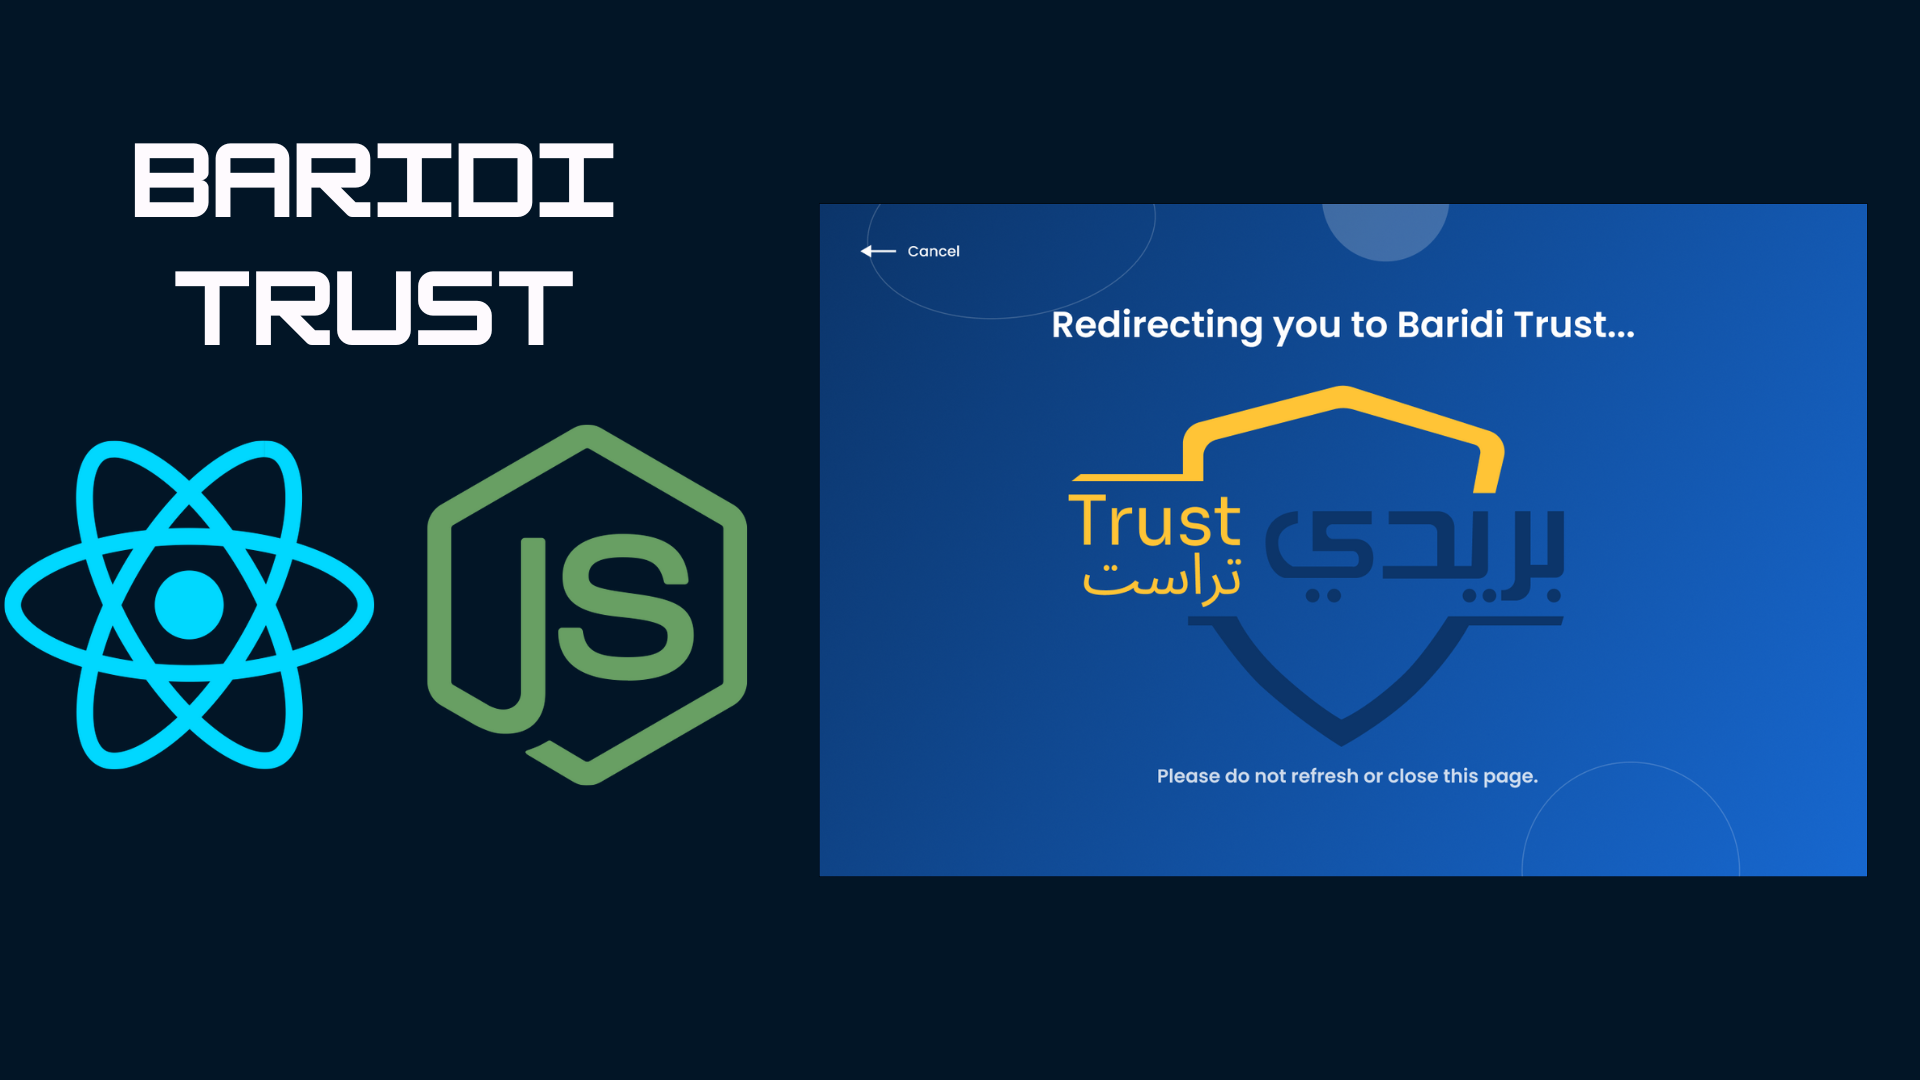 BARIDI
TRUST
JS
Cancel
Redirecting you to Baridi Trust...
Trust
تراست
بريدي
Please do not refresh or close this page.